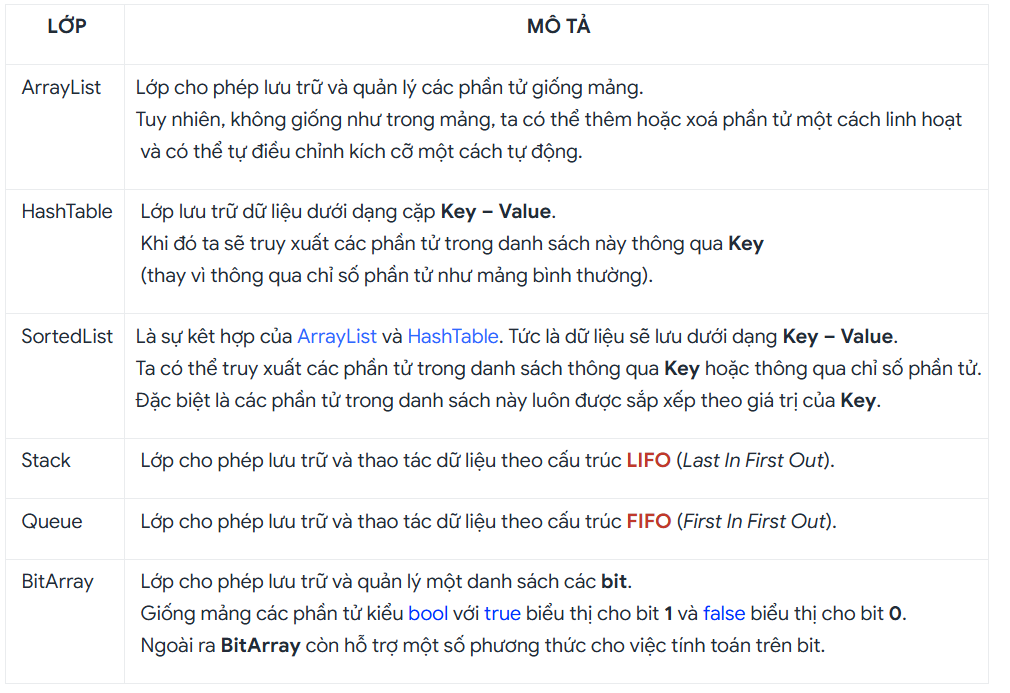 LỚP
MÔ TẢ
ArrayList
Lớp cho phép lưu trữ và quản lý các phần tử giống mảng.
Tuy nhiên, không giống như trong mảng, ta có thể thêm hoặc xoá phần tử một cách linh hoạt
và có thể tự điều chỉnh kích cỡ một cách tự động.
HashTable
Lớp lưu trữ dữ liệu dưới dạng cặp Key – Value.
Khi đó ta sẽ truy xuất các phần tử trong danh sách này thông qua Key
(thay vì thông qua chỉ số phần tử như mảng bình thường).
SortedList
Là sự kêt hợp của ArrayList và HashTable. Tức là dữ liệu sẽ lưu dưới dạng Key – Value.
Ta có thể truy xuất các phần tử trong danh sách thông qua Key hoặc thông qua chỉ số phần tử.
Đặc biệt là các phần tử trong danh sách này luôn được sắp xếp theo giá trị của Key.
Stack
Lớp cho phép lưu trữ và thao tác dữ liệu theo cấu trúc LIFO (Last In First Out).
Queue
Lớp cho phép lưu trữ và thao tác dữ liệu theo cấu trúc FIFO (First In First Out).
BitArray
Lớp cho phép lưu trữ và quản lý một danh sách các bit.
Giống mảng các phần tử kiểu bool với true biểu thị cho bit 1 và false biểu thị cho bit 0.
Ngoài ra BitArray còn hỗ trợ một số phương thức cho việc tính toán trên bit.